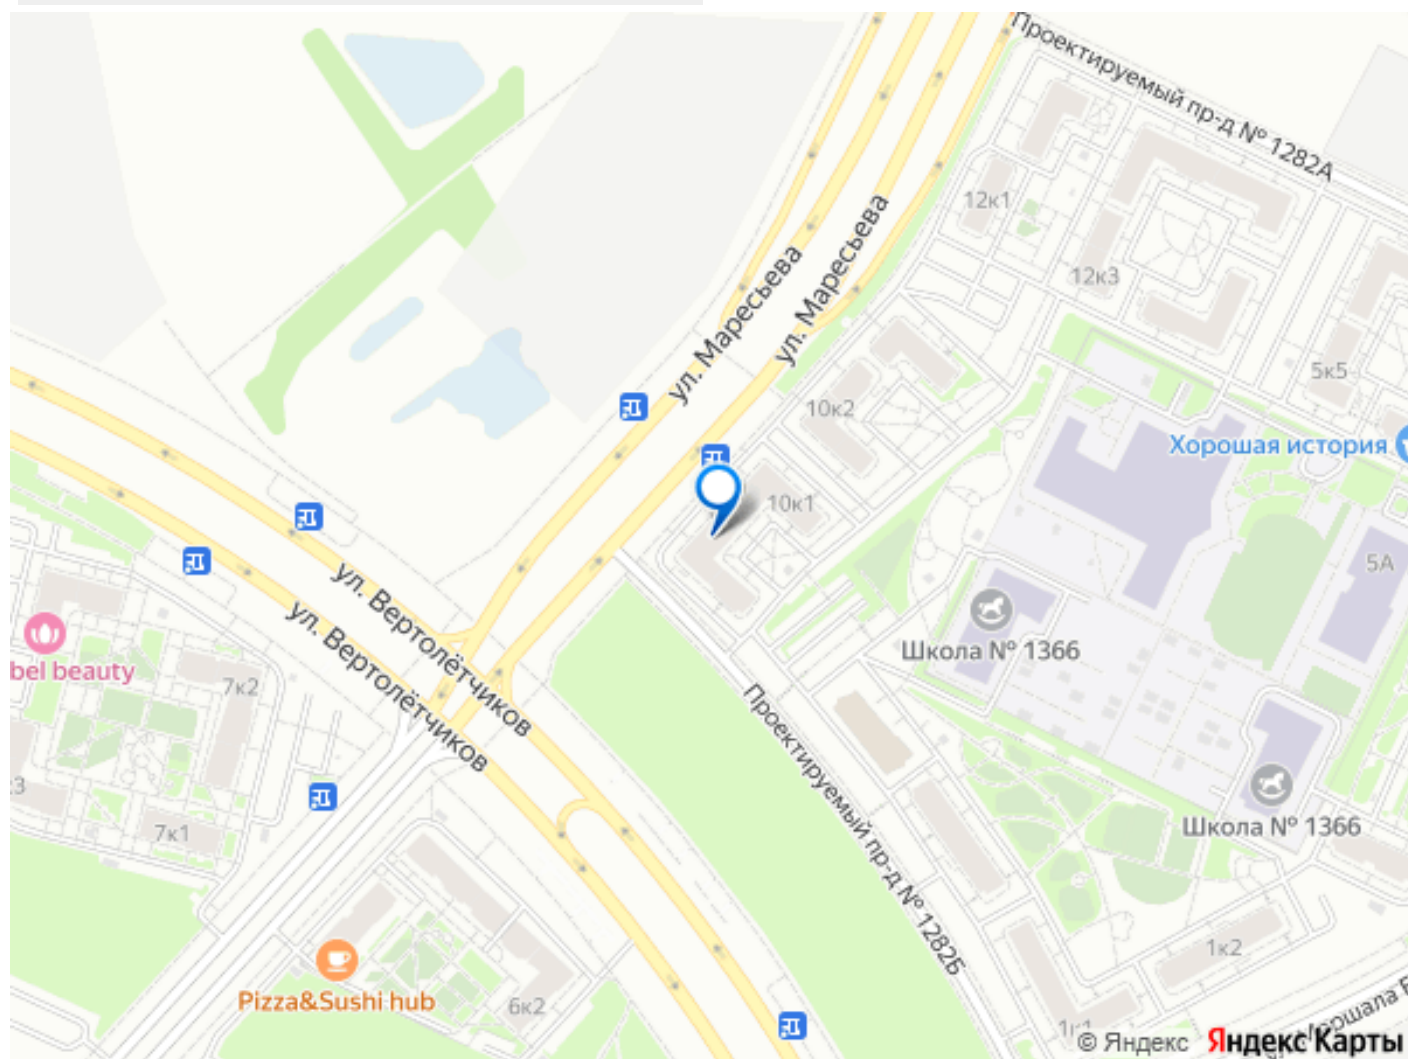 Проектируемый пр-д № 1282А
12к1
12к3
ул. Маресьева
ул. Маресьева
5к5
10к2
Хорошая история
10к1
5А
ул. Вертолётчиков
ул. Вертолётчиков
Школа № 1366
bel beauty
7к2
Проектируемый пр-д № 1282Б
7к1
Школа № 1366
1к2
Pizza&Sushi hub
6к2
Маршала
© Яндекс Яндекс Карты